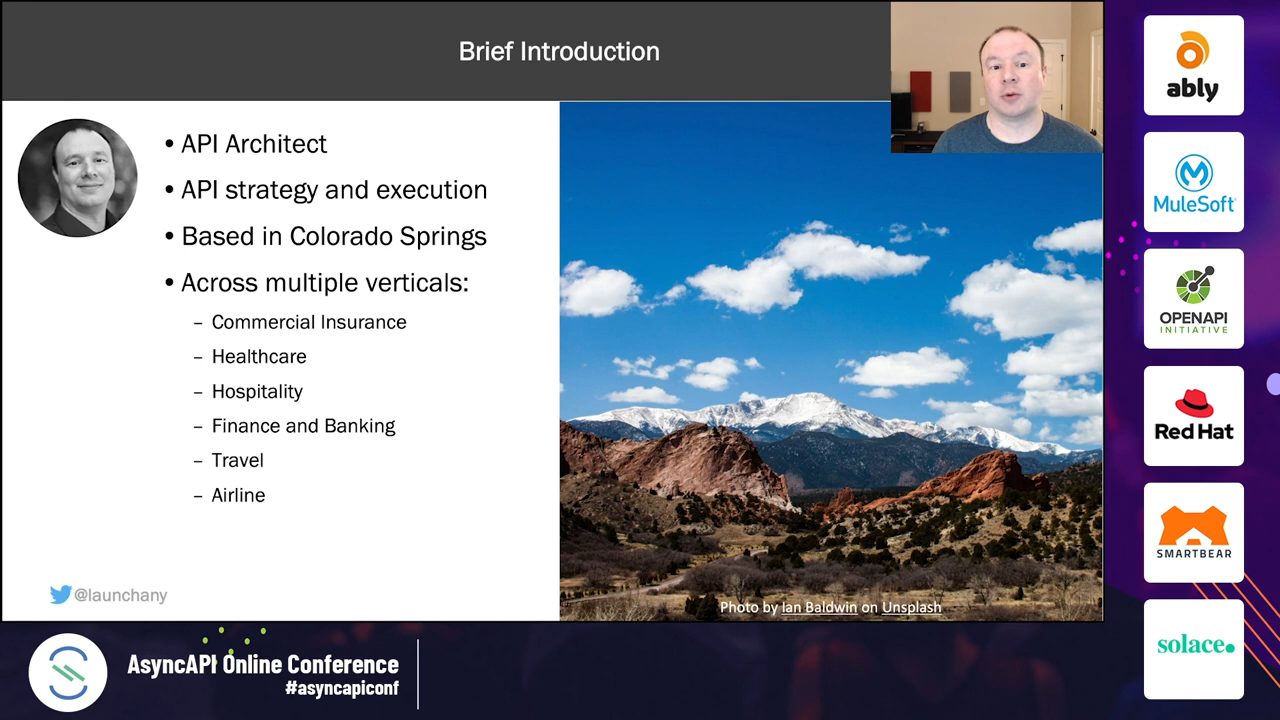 Brief Introduction
• API Architect
• API strategy and execution
• Based in Colorado Springs
• Across multiple verticals:
– Commercial Insurance
– Healthcare
– Hospitality
– Finance and Banking
– Travel
– Airline
@launchany
Photo by Ian Baldwin on Unsplash
AsyncAPI Online Conference
#asyncapiconf
ably
MuleSoft
OPENAPI
INITIATIVE
Red Hat
SMARTBEAR
solace.